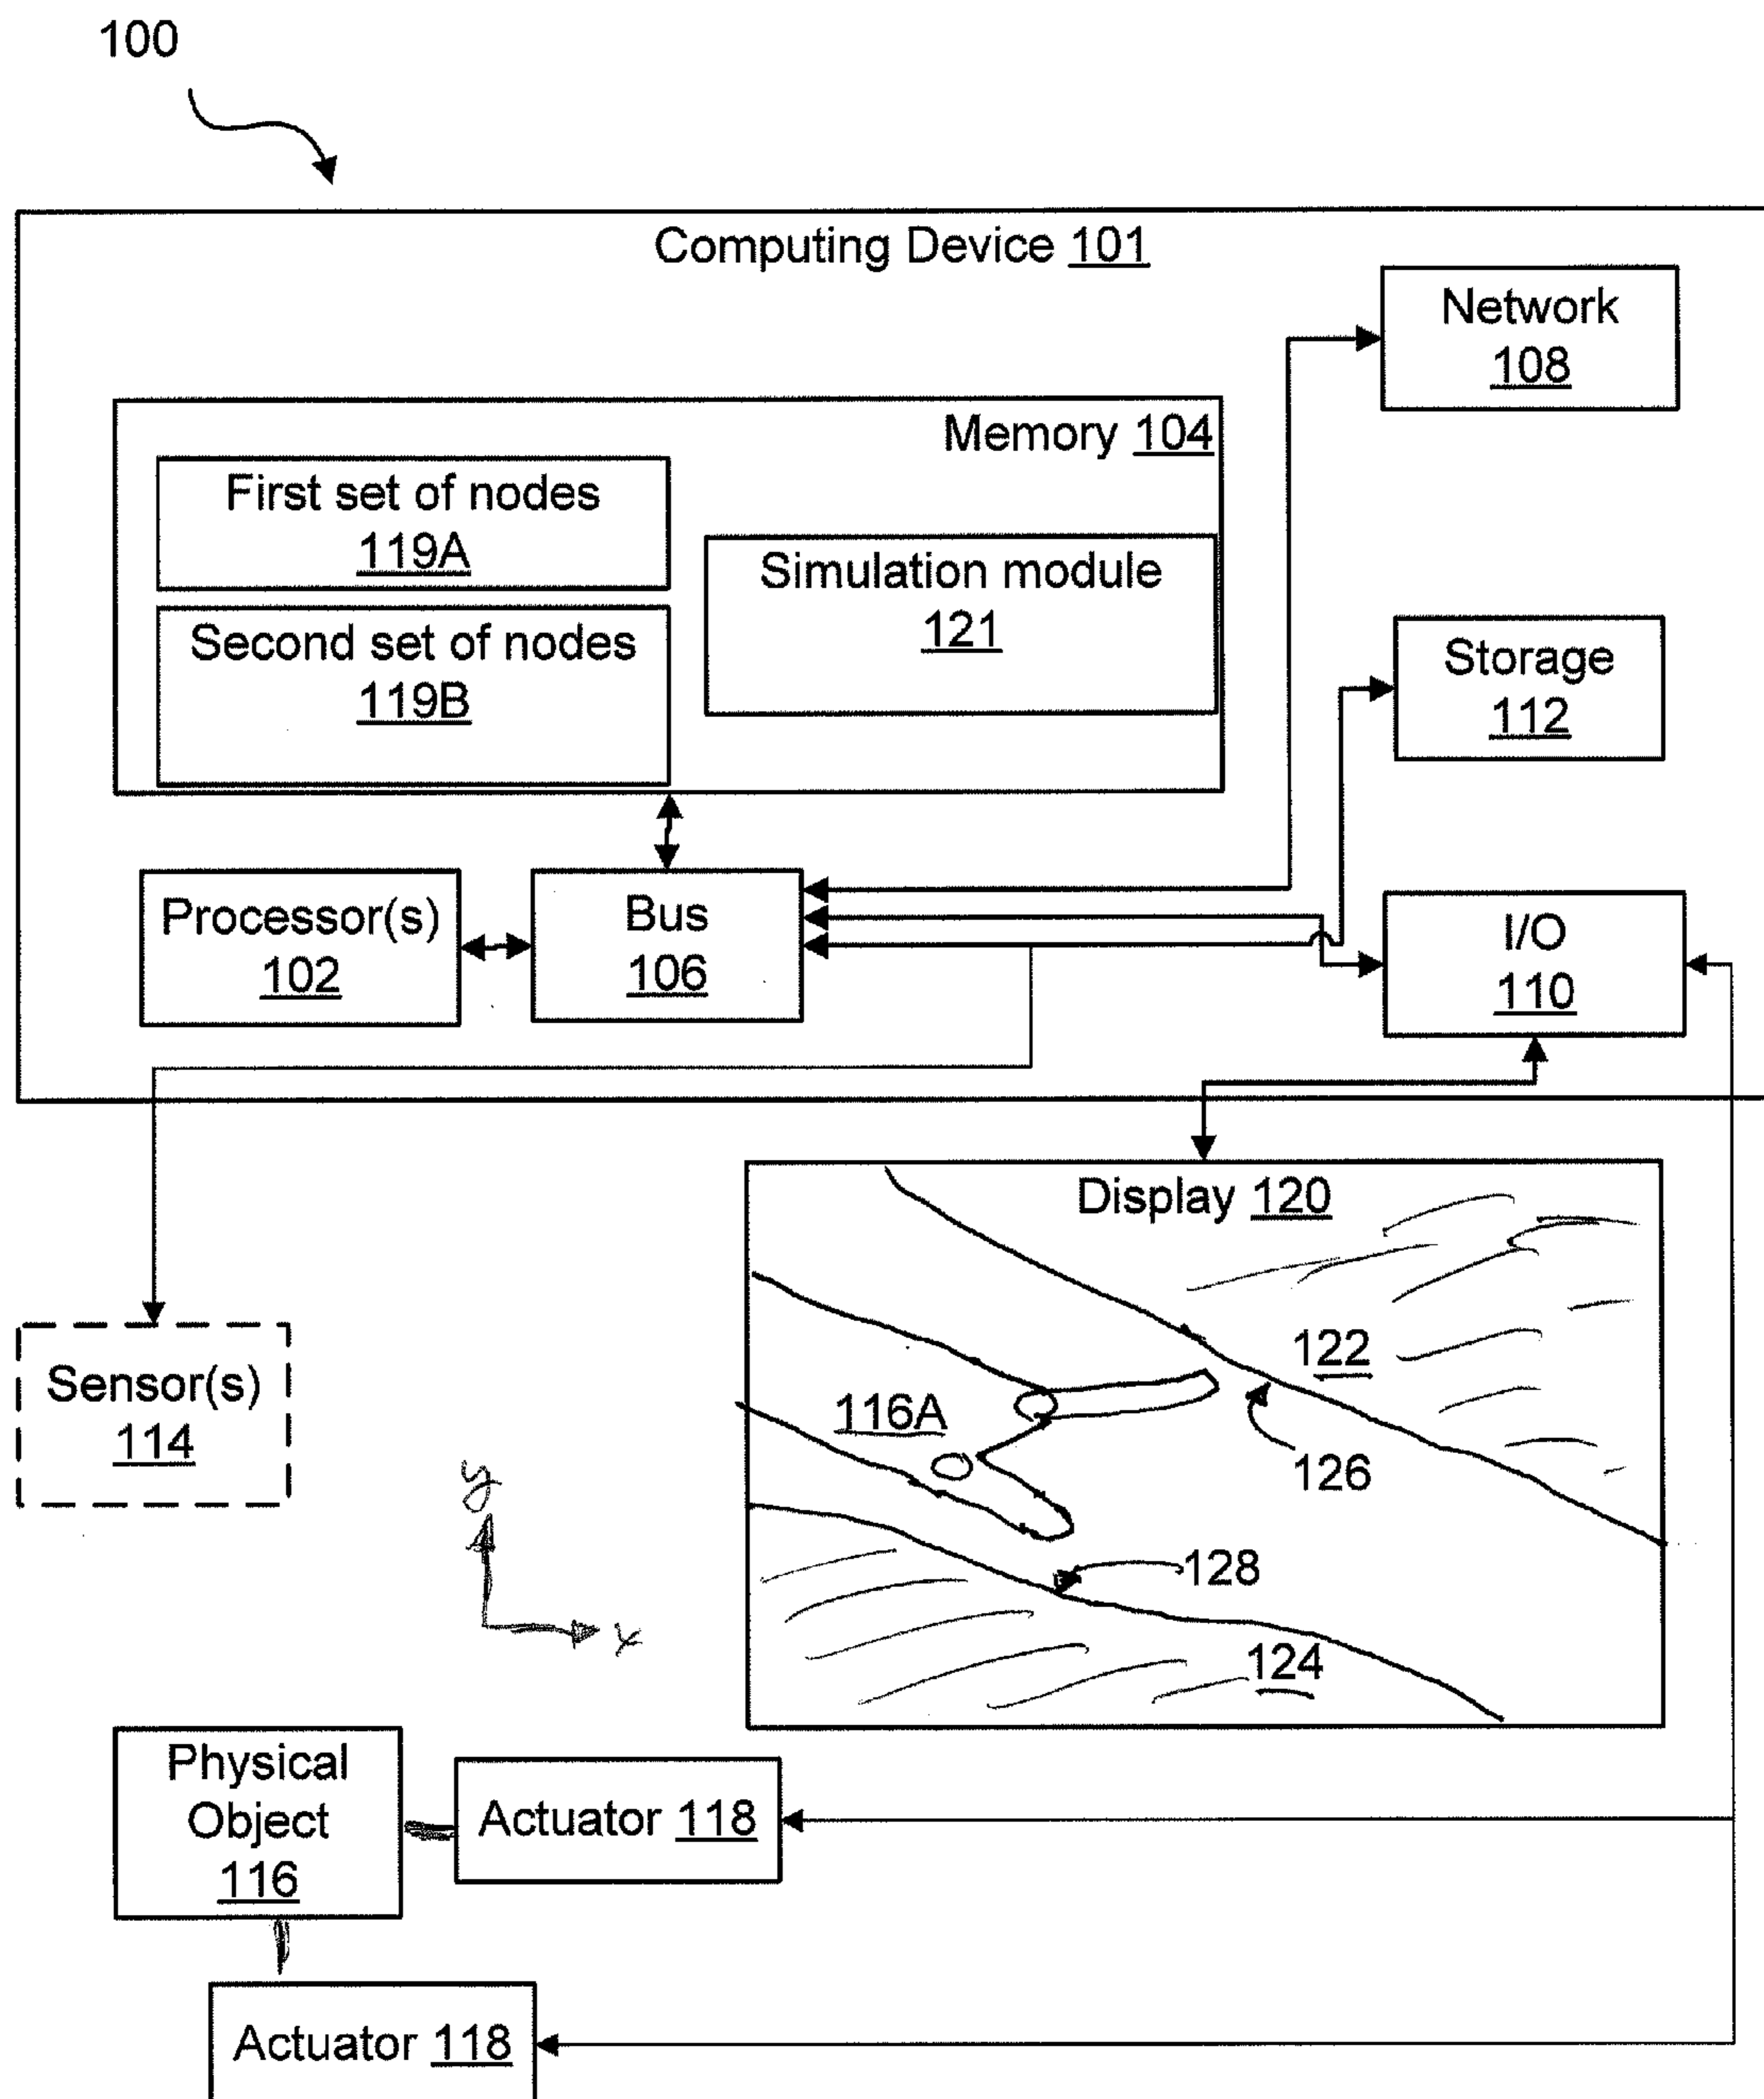 100
Computing Device 101
Network
108
Memory 104
First set of nodes
119A
Second set of nodes
119B
Simulation module
121
Storage
112
Processor(s)
102
Bus
106
I/O
110
Display 120
122
116A
126
128
124
Sensor(s)
114
y
x
Physical
Object
116
Actuator 118
Actuator 118